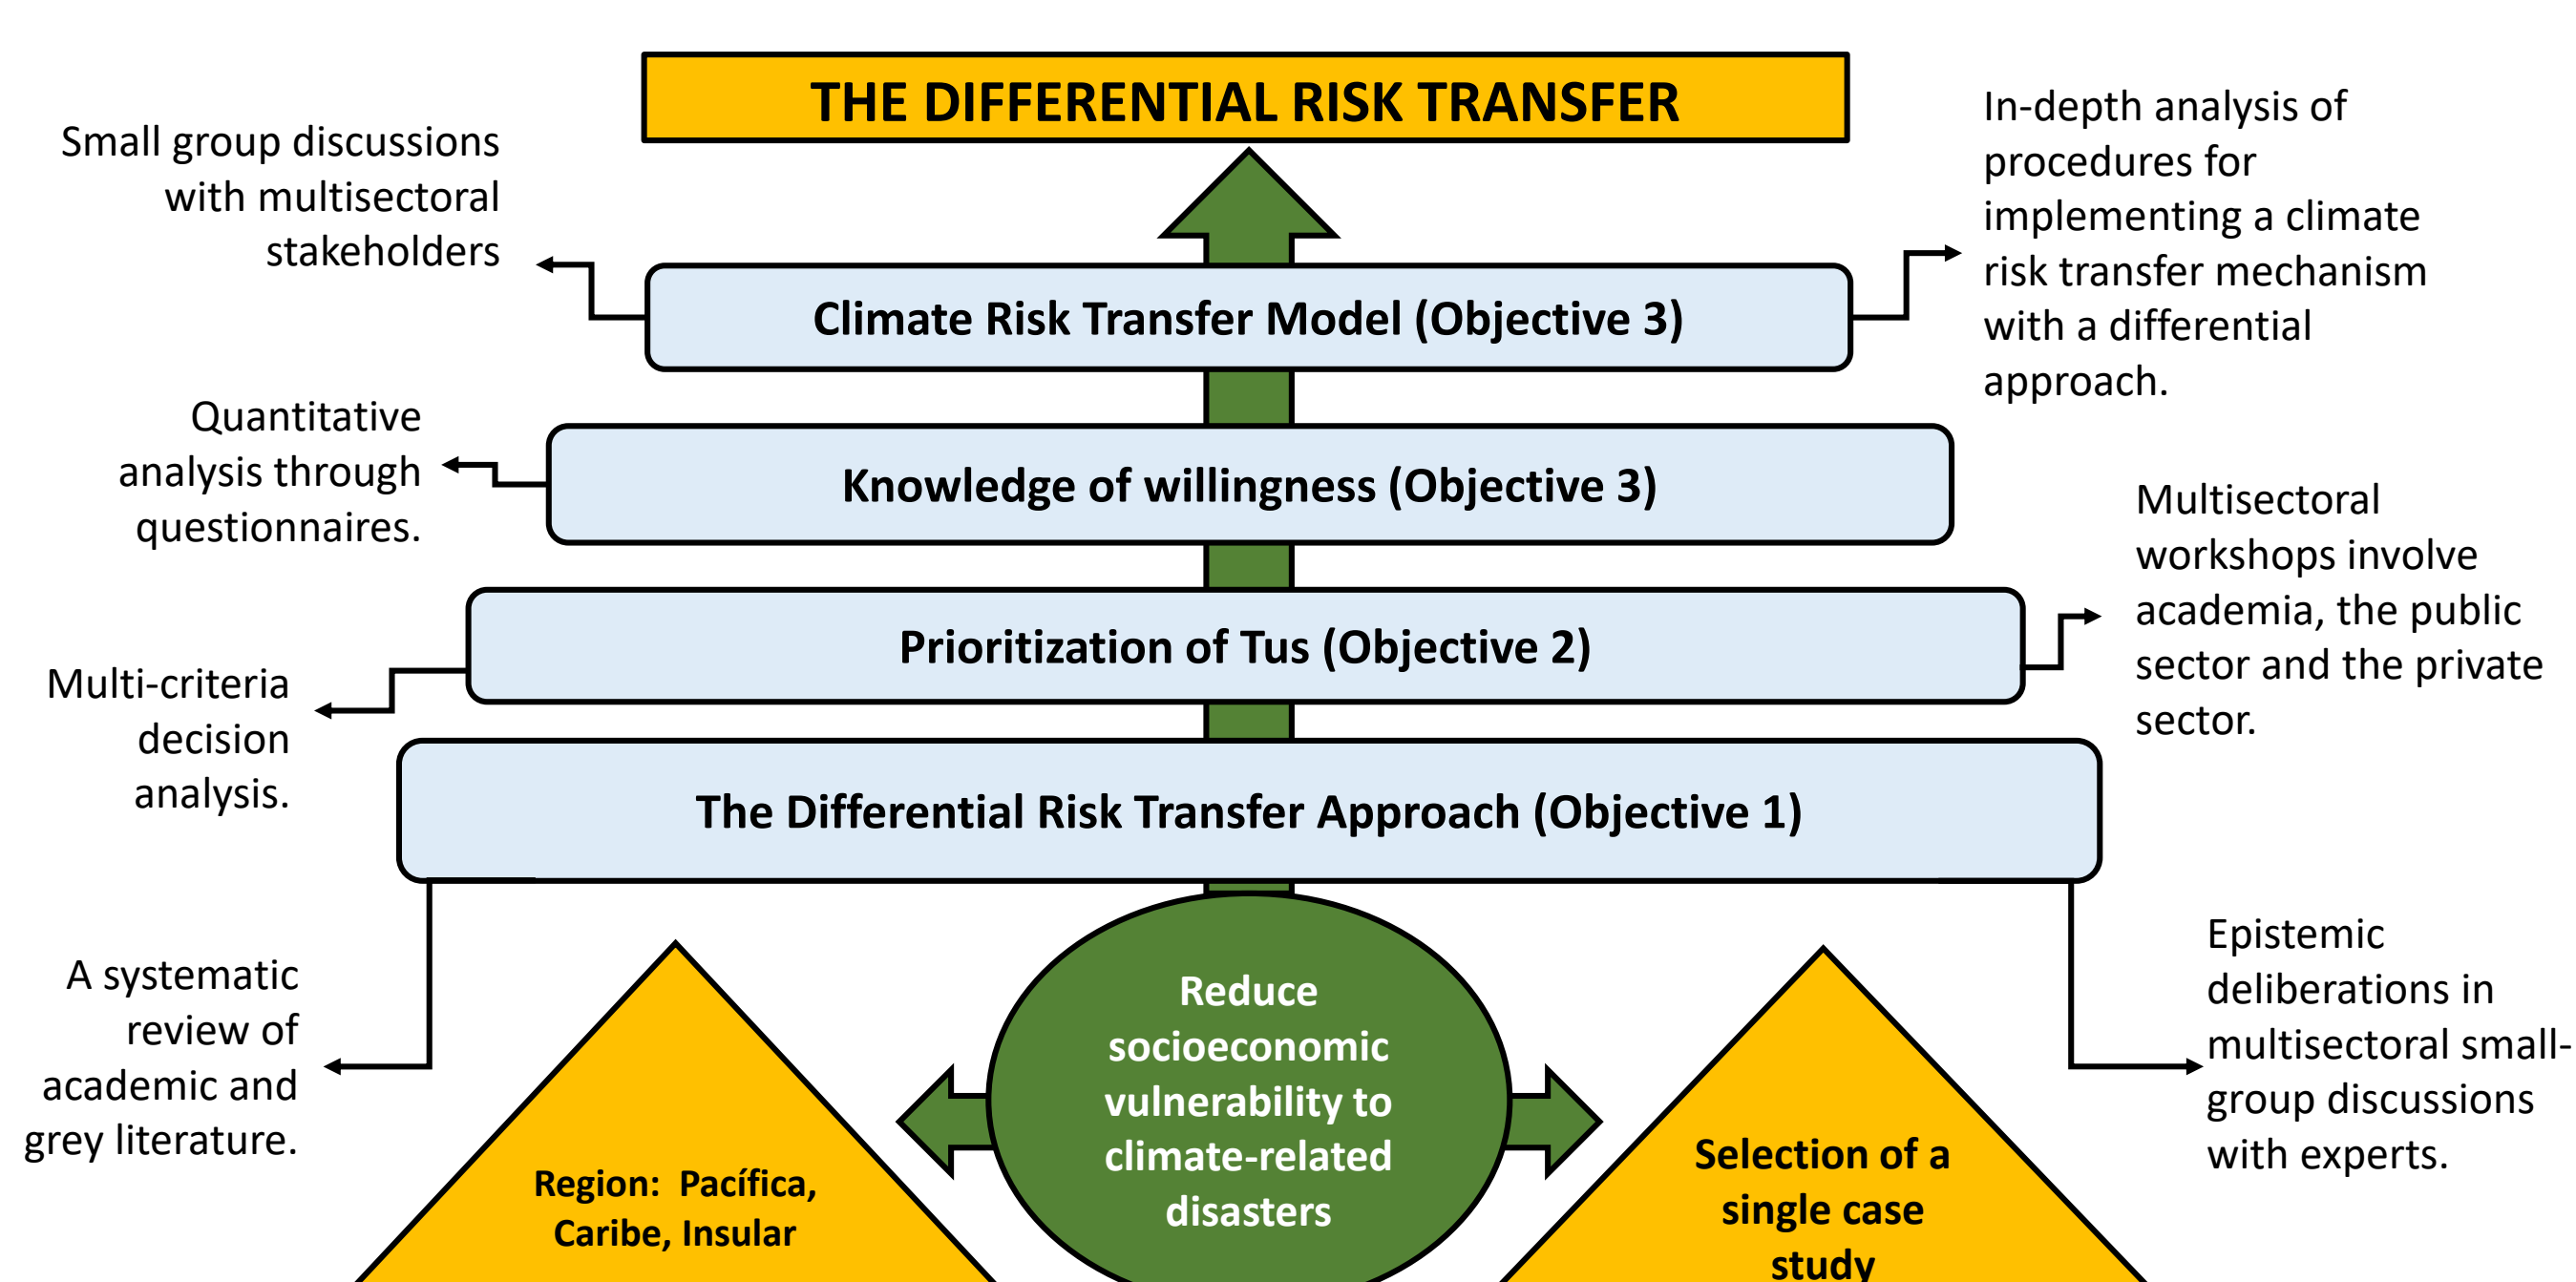 THE DIFFERENTIAL RISK TRANSFER
Small group discussions
with multisectoral
stakeholders
In-depth analysis of
procedures for
implementing a climate
risk transfer mechanism
with a differential
approach.
Climate Risk Transfer Model (Objective 3)
Quantitative
analysis through
questionnaires.
Knowledge of willingness (Objective 3)
Multisectoral
workshops involve
academia, the public
sector and the private
sector.
Prioritization of Tus (Objective 2)
Multi-criteria
decision
analysis.
The Differential Risk Transfer Approach (Objective 1)
A systematic
review of
academic and
grey literature.
Epistemic
deliberations in
multisectoral small-
group discussions
with experts.
Reduce
socioeconomic
vulnerability to
climate-related
disasters
Region:  Pacífica,
Caribe, Insular
Selection of a
single case
study